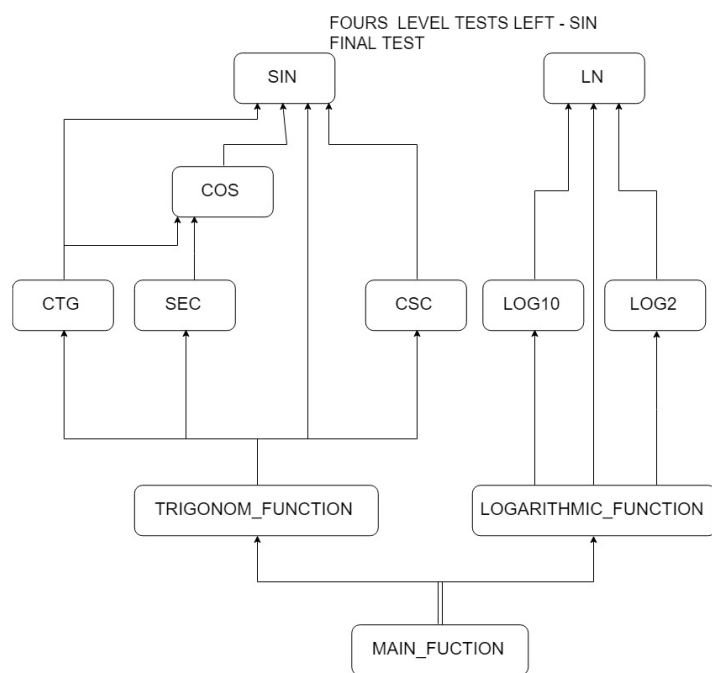 FOURS LEVEL TESTS LEFT - SIN
FINAL TEST
SIN
LN
COS
CTG
SEC
CSC
LOG10
LOG2
TRIGONOM_FUNCTION
LOGARITHMIC_FUNCTION
MAIN_FUCTION